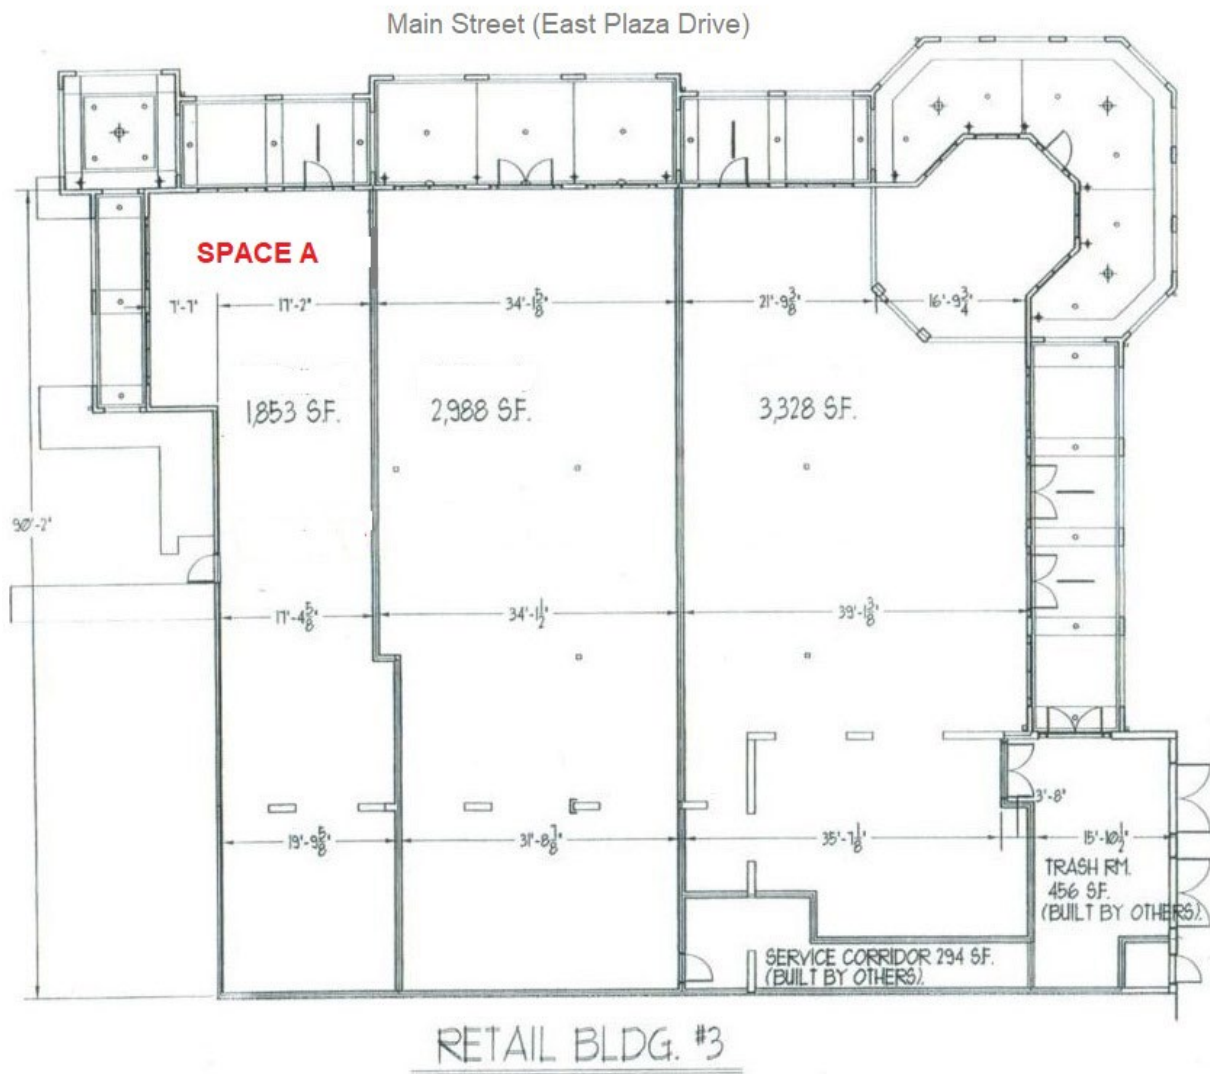 Main Street (East Plaza Drive)
SPACE A
7'-7"
17'-2"
34'-1 5/8"
21'-9 3/8"
16'-9 3/4"
1,853 S.F.
2,988 S.F.
3,328 S.F.
90'-2"
17'-4 5/8"
34'-1 1/2"
39'-1 3/8"
3'-8"
19'-9 5/8"
31'-8 7/8"
35'-7 1/8"
15'-10 1/2"
TRASH RM.
456 S.F.
(BUILT BY OTHERS).
SERVICE CORRIDOR 294 S.F.
(BUILT BY OTHERS).
RETAIL BLDG. #3